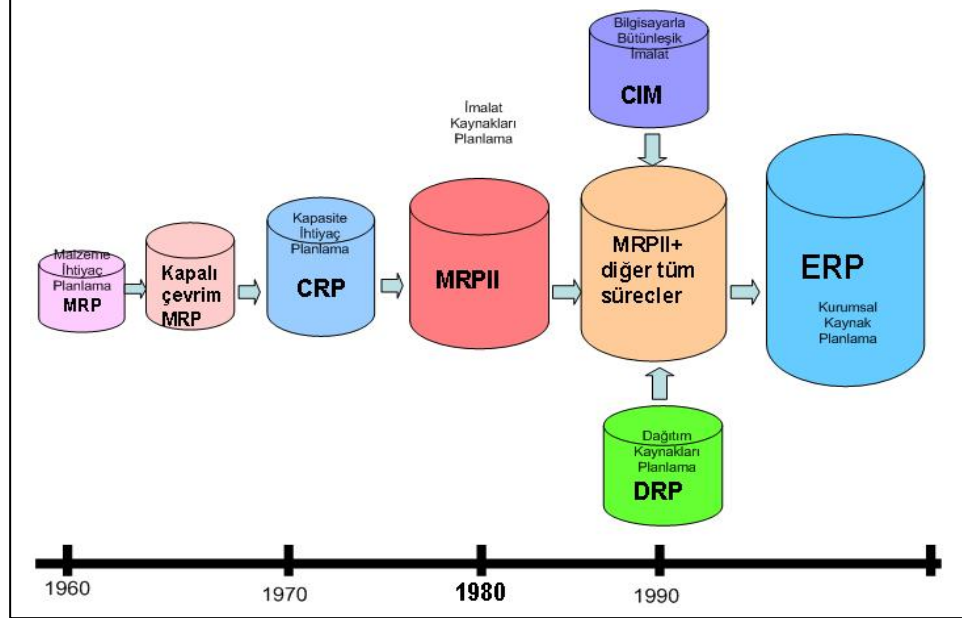 Bilgisayarla
Bütünleşik
İmalat
CIM
İmalat
Kaynakları
Planlama
Malzeme
İhtiyaç
Planlama
MRP
Kapalı
çevrim
MRP
Kapasite
İhtiyaç
Planlama
CRP
MRPII
MRPII+
diğer tüm
sürecler
ERP
Kurumsal
Kaynak
Planlama
Dağıtım
Kaynakları
Planlama
DRP
1960
1970
1980
1990